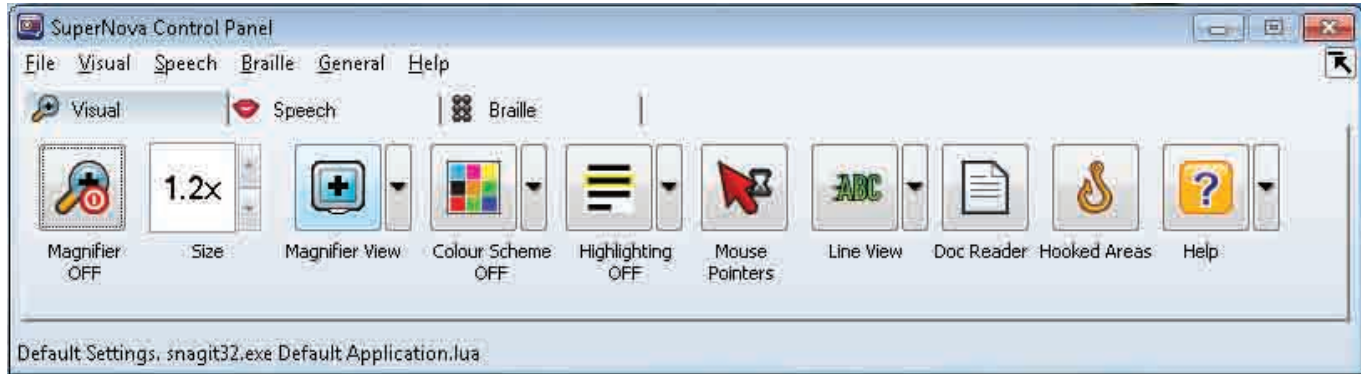 SuperNova Control Panel
File Visual Speech Braille General Help
Visual Speech Braille
1.2x ABC
Magnifier OFF Size Magnifier View Colour Scheme OFF Highlighting OFF Mouse Pointers Line View Doc Reader Hooked Areas Help
Default Settings, snagit32.exe Default Application.lua